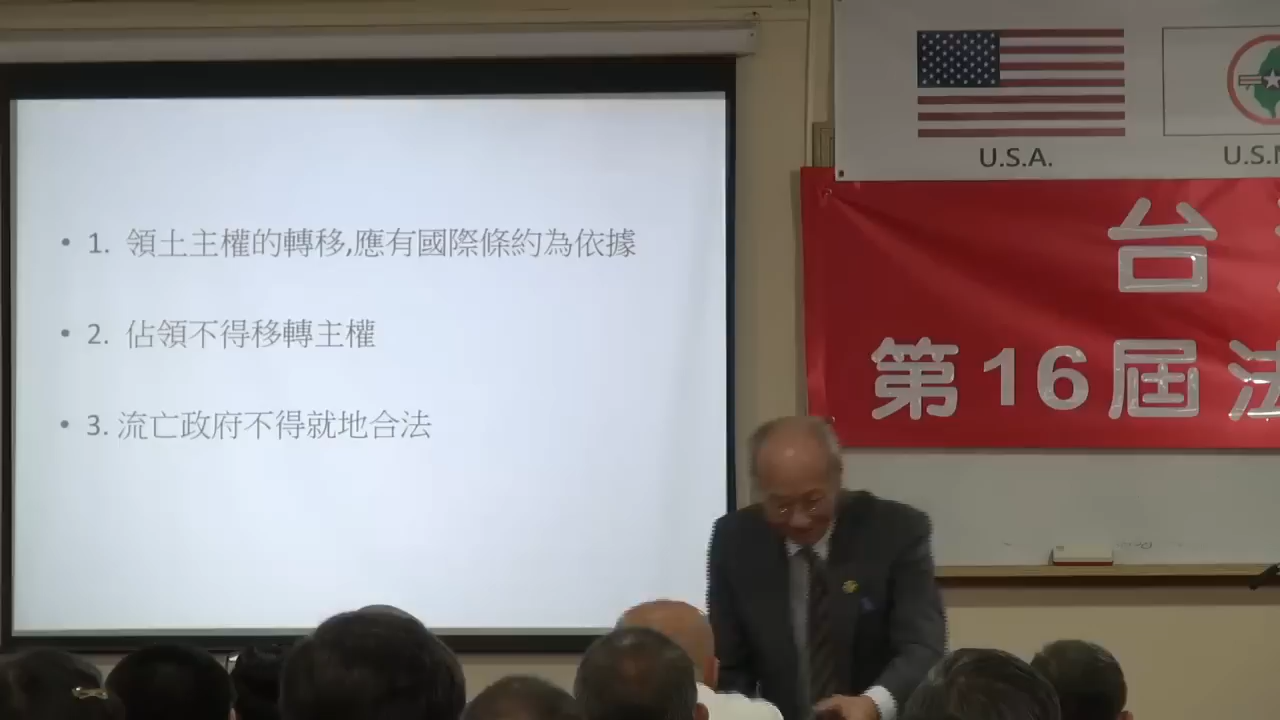 • 1. 領土主權的轉移,應有國際條約為依據
• 2. 佔領不得移轉主權
• 3. 流亡政府不得就地合法
U.S.A.
U.S.
台
第16屆法